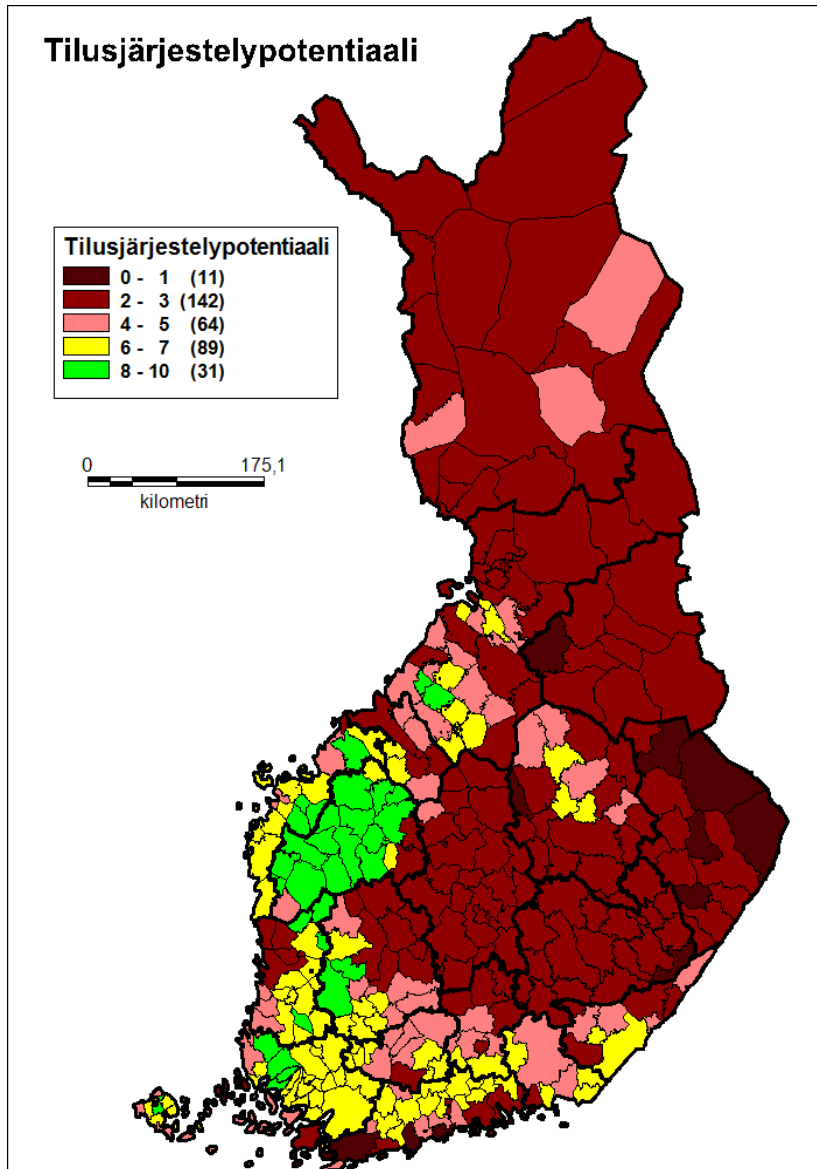 Tilusjärjestelypotentiaali
Tilusjärjestelypotentiaali
0 - 1 (11)
2 - 3 (142)
4 - 5 (64)
6 - 7 (89)
8 - 10 (31)
0 175,1
kilometri